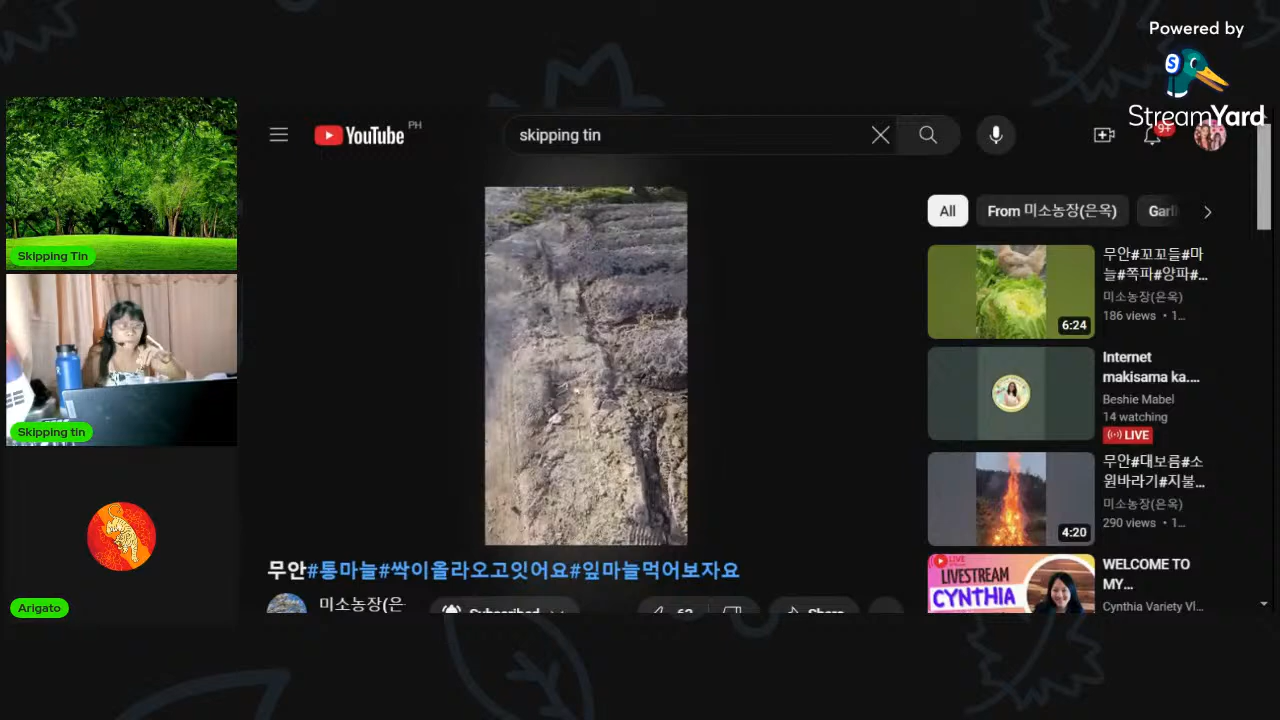 Powered by
StreamYard
YouTube
PH
skipping tin
9+
All
From 미소농장(은옥)
Garli
무안#꼬꼬들#마
늘#쪽파#양파#...
미소농장(은옥)
186 views • 1...
6:24
Internet
makisama ka....
Beshie Mabel
14 watching
LIVE
무안#대보름#소
원바라기#지불...
미소농장(은옥)
290 views • 1...
4:20
LIVE
LIVESTREAM
CYNTHIA
WELCOME TO
MY...
Cynthia Variety Vl...
무안#통마늘#싹이올라오고잇어요#잎마늘먹어보자요
미소농장(은
Subscribed
62
Share
Skipping Tin
Skipping tin
Arigato